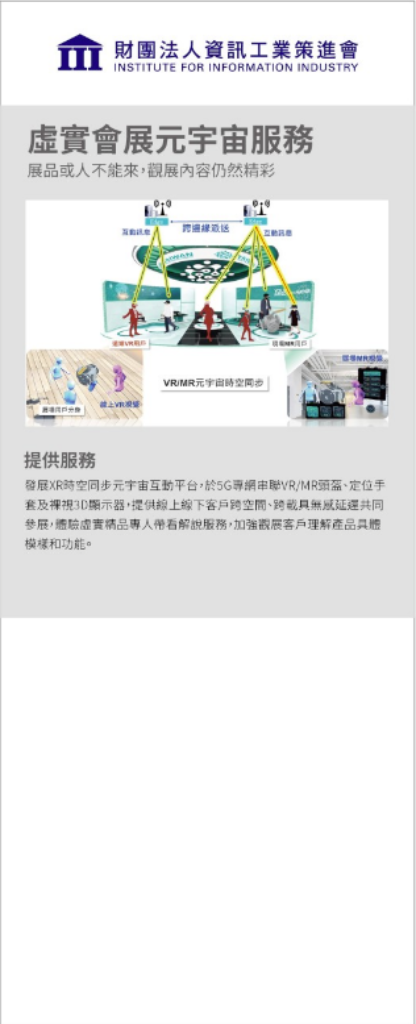 財團法人資訊工業策進會
INSTITUTE FOR INFORMATION INDUSTRY
虛實會展元宇宙服務
展品或人不能來，觀展內容仍然精彩
跨邊緣激送
互動訊息
互動訊息
遠端VR用戶
現場MR用戶
VR/MR元宇宙時空同步
現場MR視覺
線上VR視覺
提供服務
發展XR時空同步元宇宙互動平台，於5G專網串聯VR/MR頭盔、定位手
套及裸視3D顯示器，提供線上線下客戶跨空間、跨載具無感延遲共同
參展，體驗虛實精品專人帶看解說服務，加強觀展客戶理解產品具體
模樣和功能。